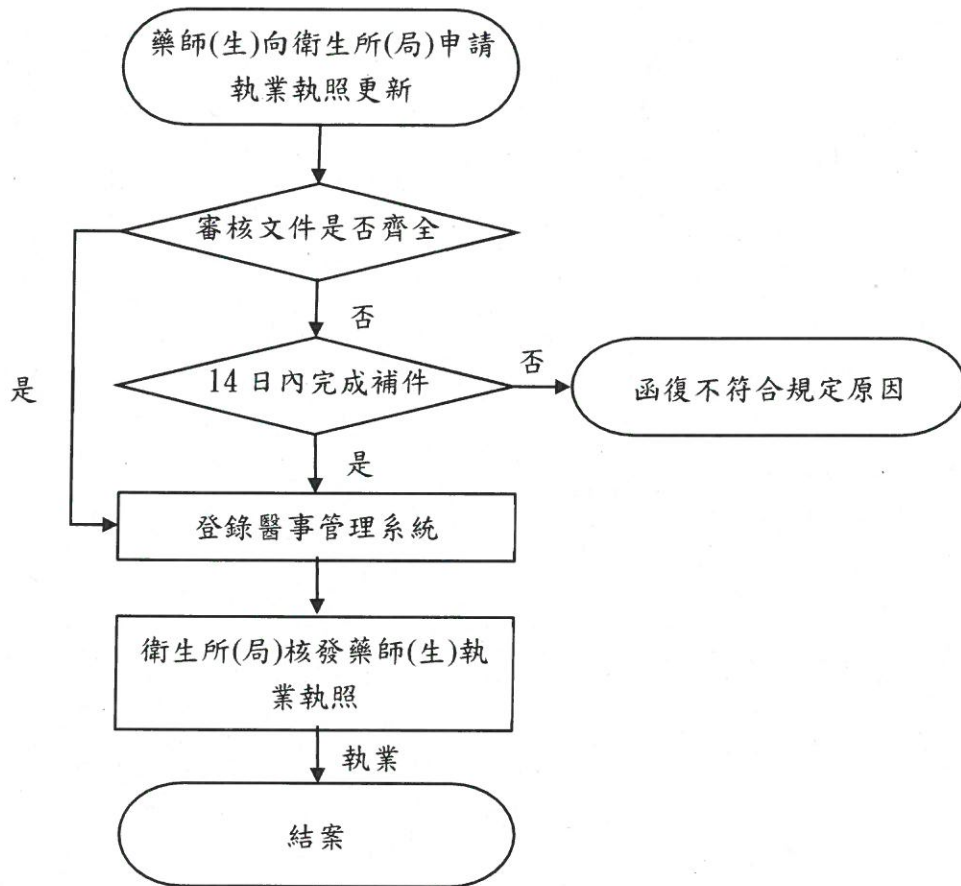 藥師(生)向衛生所(局)申請
執業執照更新
審核文件是否齊全
否
是
14 日內完成補件
否
函復不符合規定原因
是
登錄醫事管理系統
衛生所(局)核發藥師(生)執
業執照
執業
結案